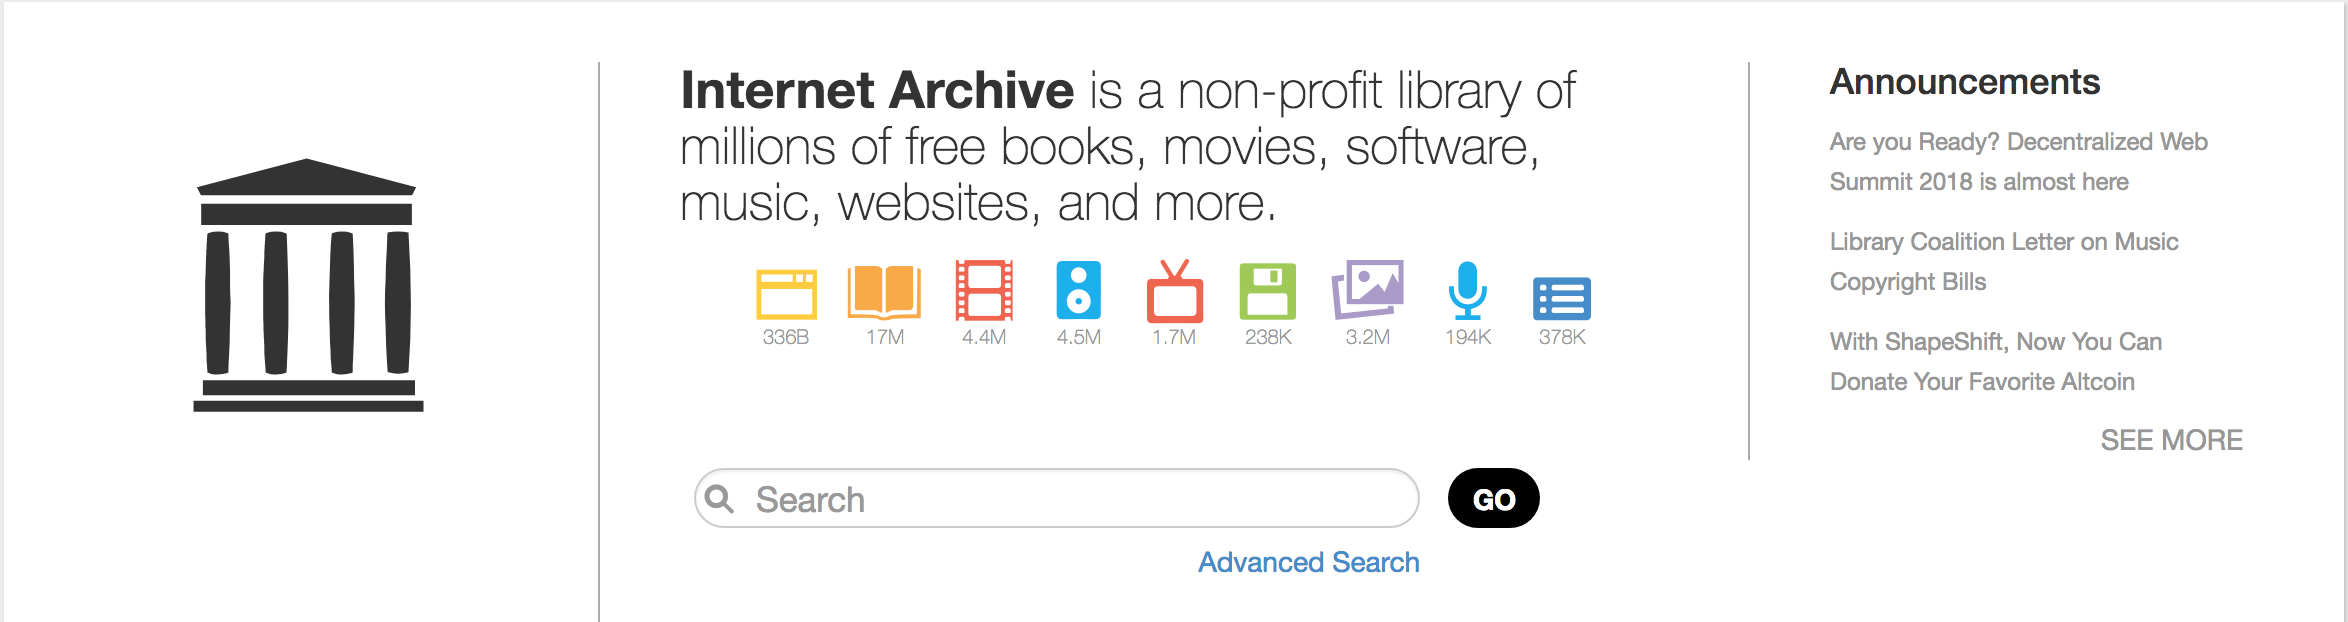 Internet Archive is a non-profit library of
millions of free books, movies, software,
music, websites, and more.
336B 17M 4.4M 4.5M 1.7M 238K 3.2M 194K 378K
Search GO
Advanced Search
Announcements
Are you Ready? Decentralized Web
Summit 2018 is almost here
Library Coalition Letter on Music
Copyright Bills
With ShapeShift, Now You Can
Donate Your Favorite Altcoin
SEE MORE